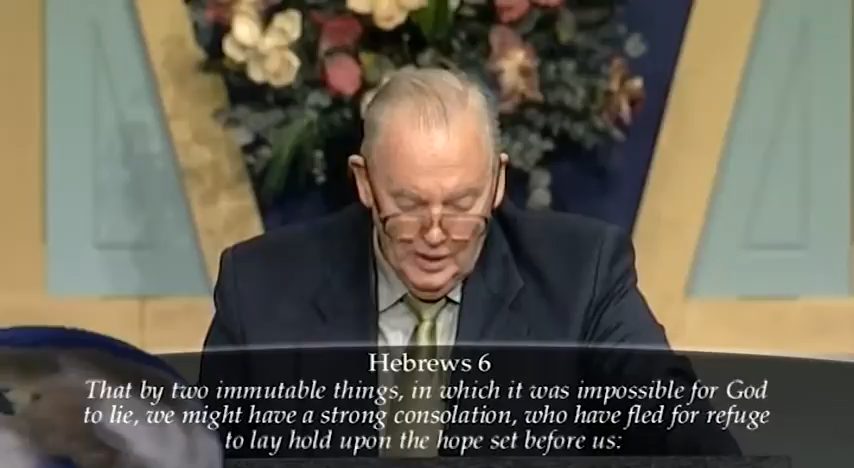 Hebrews 6
That by two immutable things, in which it was impossible for God
to lie, we might have a strong consolation, who have fled for refuge
to lay hold upon the hope set before us: